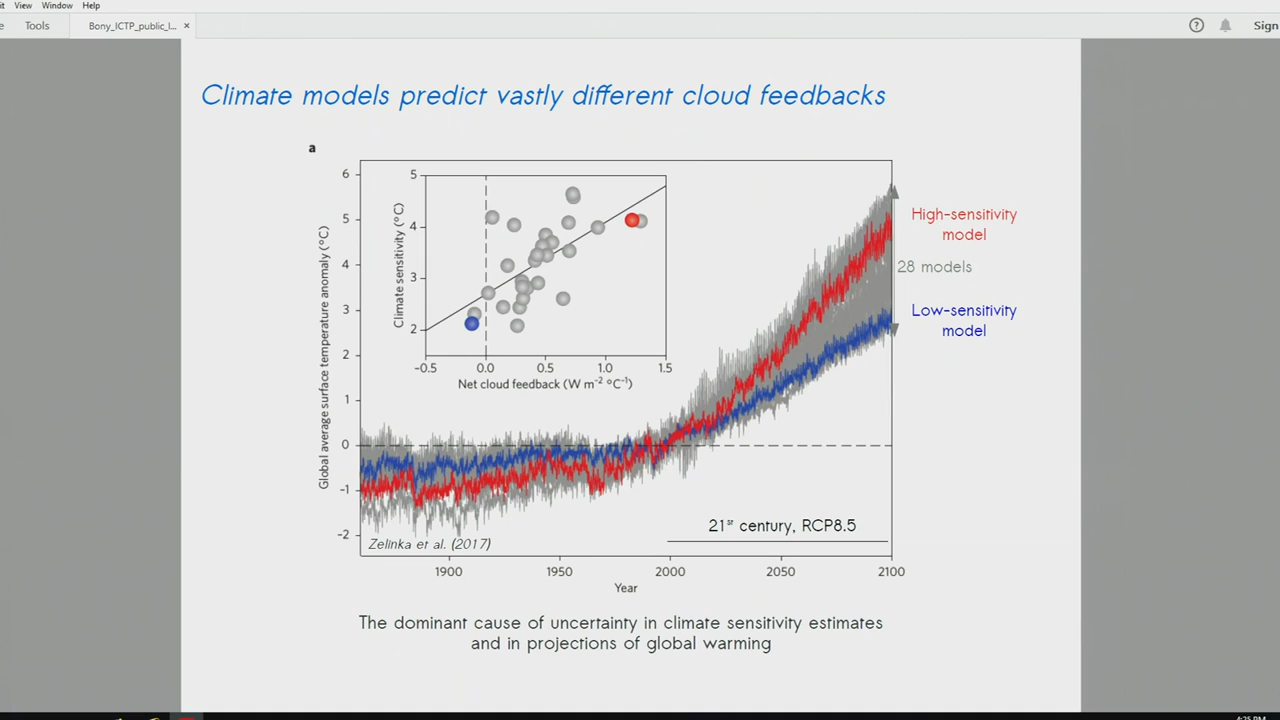 it View Window Help
e Tools Bony_ICTP_public_l... × ? Sign
Climate models predict vastly different cloud feedbacks
a
6
5
4
3
2
1
0
-1
-2
Global average surface temperature anomaly (°C)
5
4
3
2
Climate sensitivity (°C)
-0.5 0.0 0.5 1.0 1.5
Net cloud feedback (W m-2 °C-1)
High-sensitivity
model
28 models
Low-sensitivity
model
21st century, RCP8.5
Zelinka et al. (2017)
1900 1950 2000 2050 2100
Year
The dominant cause of uncertainty in climate sensitivity estimates
and in projections of global warming
4:25 PM